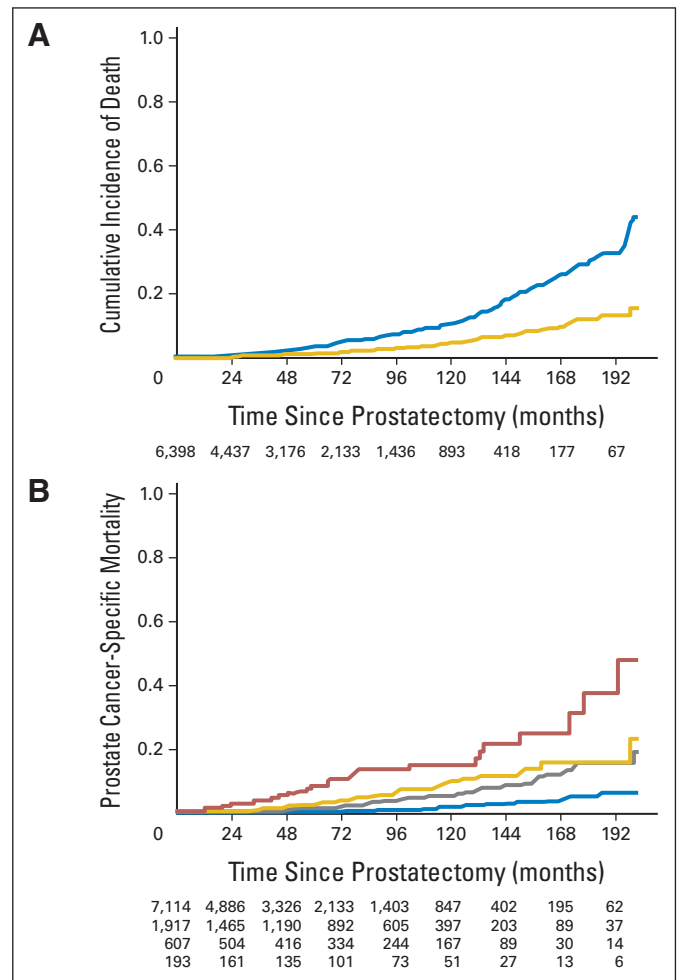 A
Cumulative Incidence of Death
1.0
0.8
0.6
0.4
0.2
0 24 48 72 96 120 144 168 192
Time Since Prostatectomy (months)
6,398 4,437 3,176 2,133 1,436 893 418 177 67
B
Prostate Cancer-Specific Mortality
1.0
0.8
0.6
0.4
0.2
0 24 48 72 96 120 144 168 192
Time Since Prostatectomy (months)
7,114 4,886 3,326 2,133 1,403 847 402 195 62
1,917 1,465 1,190 892 605 397 203 89 37
607 504 416 334 244 167 89 30 14
193 161 135 101 73 51 27 13 6